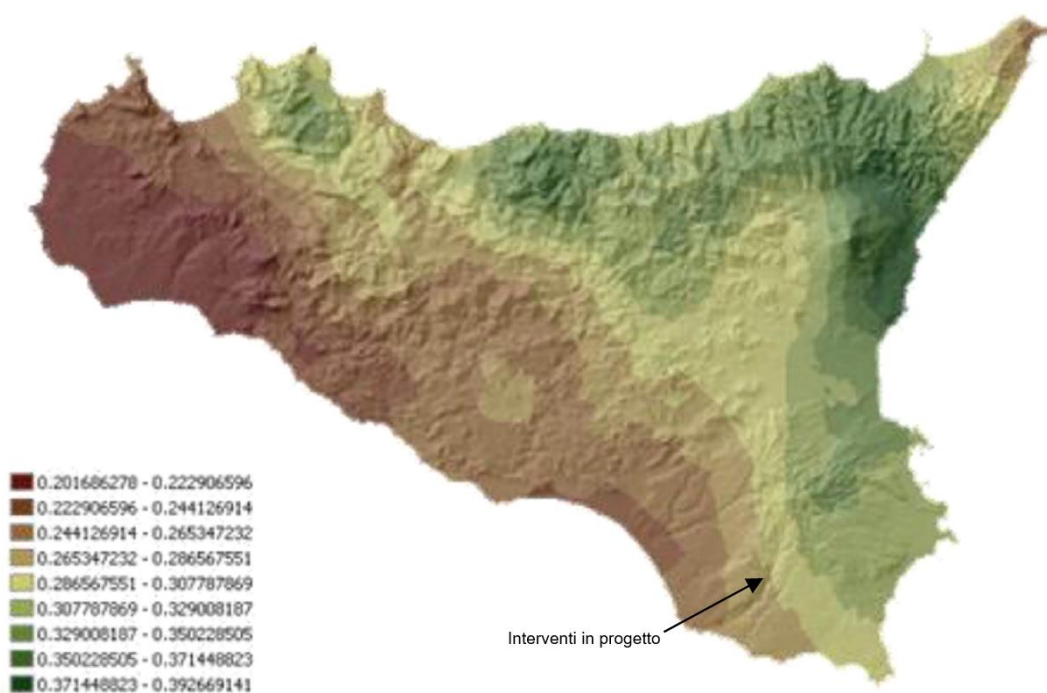 0.201686278 - 0.222906596
0.222906596 - 0.244126914
0.244126914 - 0.265347232
0.265347232 - 0.286567551
0.286567551 - 0.307787869
0.307787869 - 0.329008187
0.329008187 - 0.350228505
0.350228505 - 0.371448823
0.371448823 - 0.392669141
Interventi in progetto